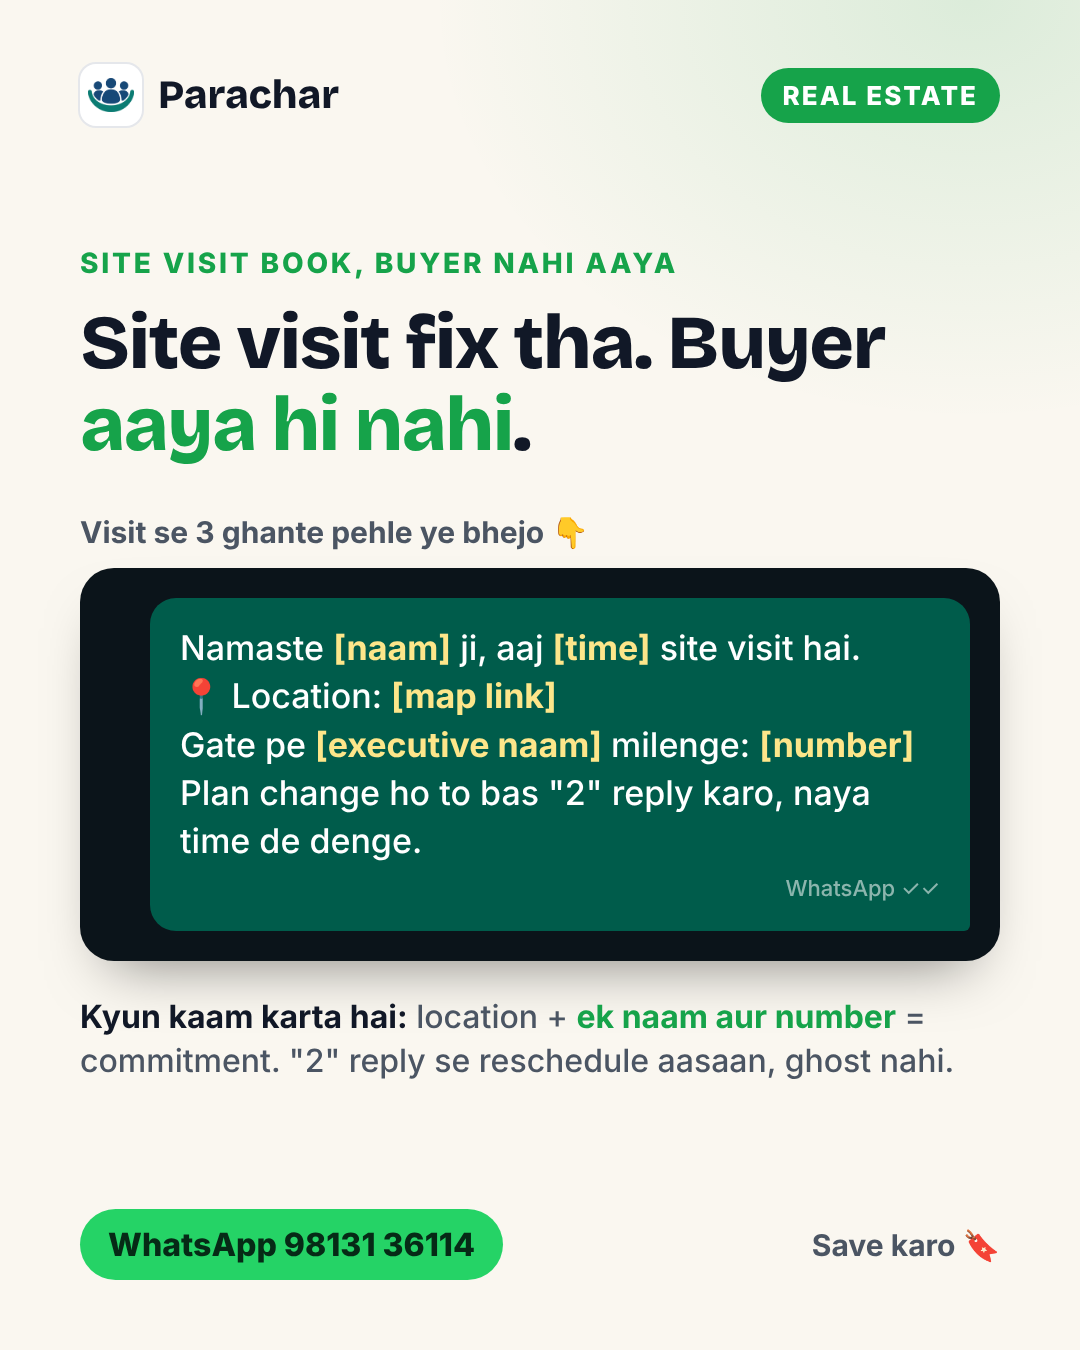 Parachar
REAL ESTATE
SITE VISIT BOOK, BUYER NAHI AAYA
Site visit fix tha. Buyer
aaya hi nahi.
Visit se 3 ghante pehle ye bhejo 👇
Namaste [naam] ji, aaj [time] site visit hai.
📍 Location: [map link]
Gate pe [executive naam] milenge: [number]
Plan change ho to bas "2" reply karo, naya
time de denge.
WhatsApp ✓✓
Kyun kaam karta hai: location + ek naam aur number =
commitment. "2" reply se reschedule aasaan, ghost nahi.
WhatsApp 98131 36114
Save karo 🔖